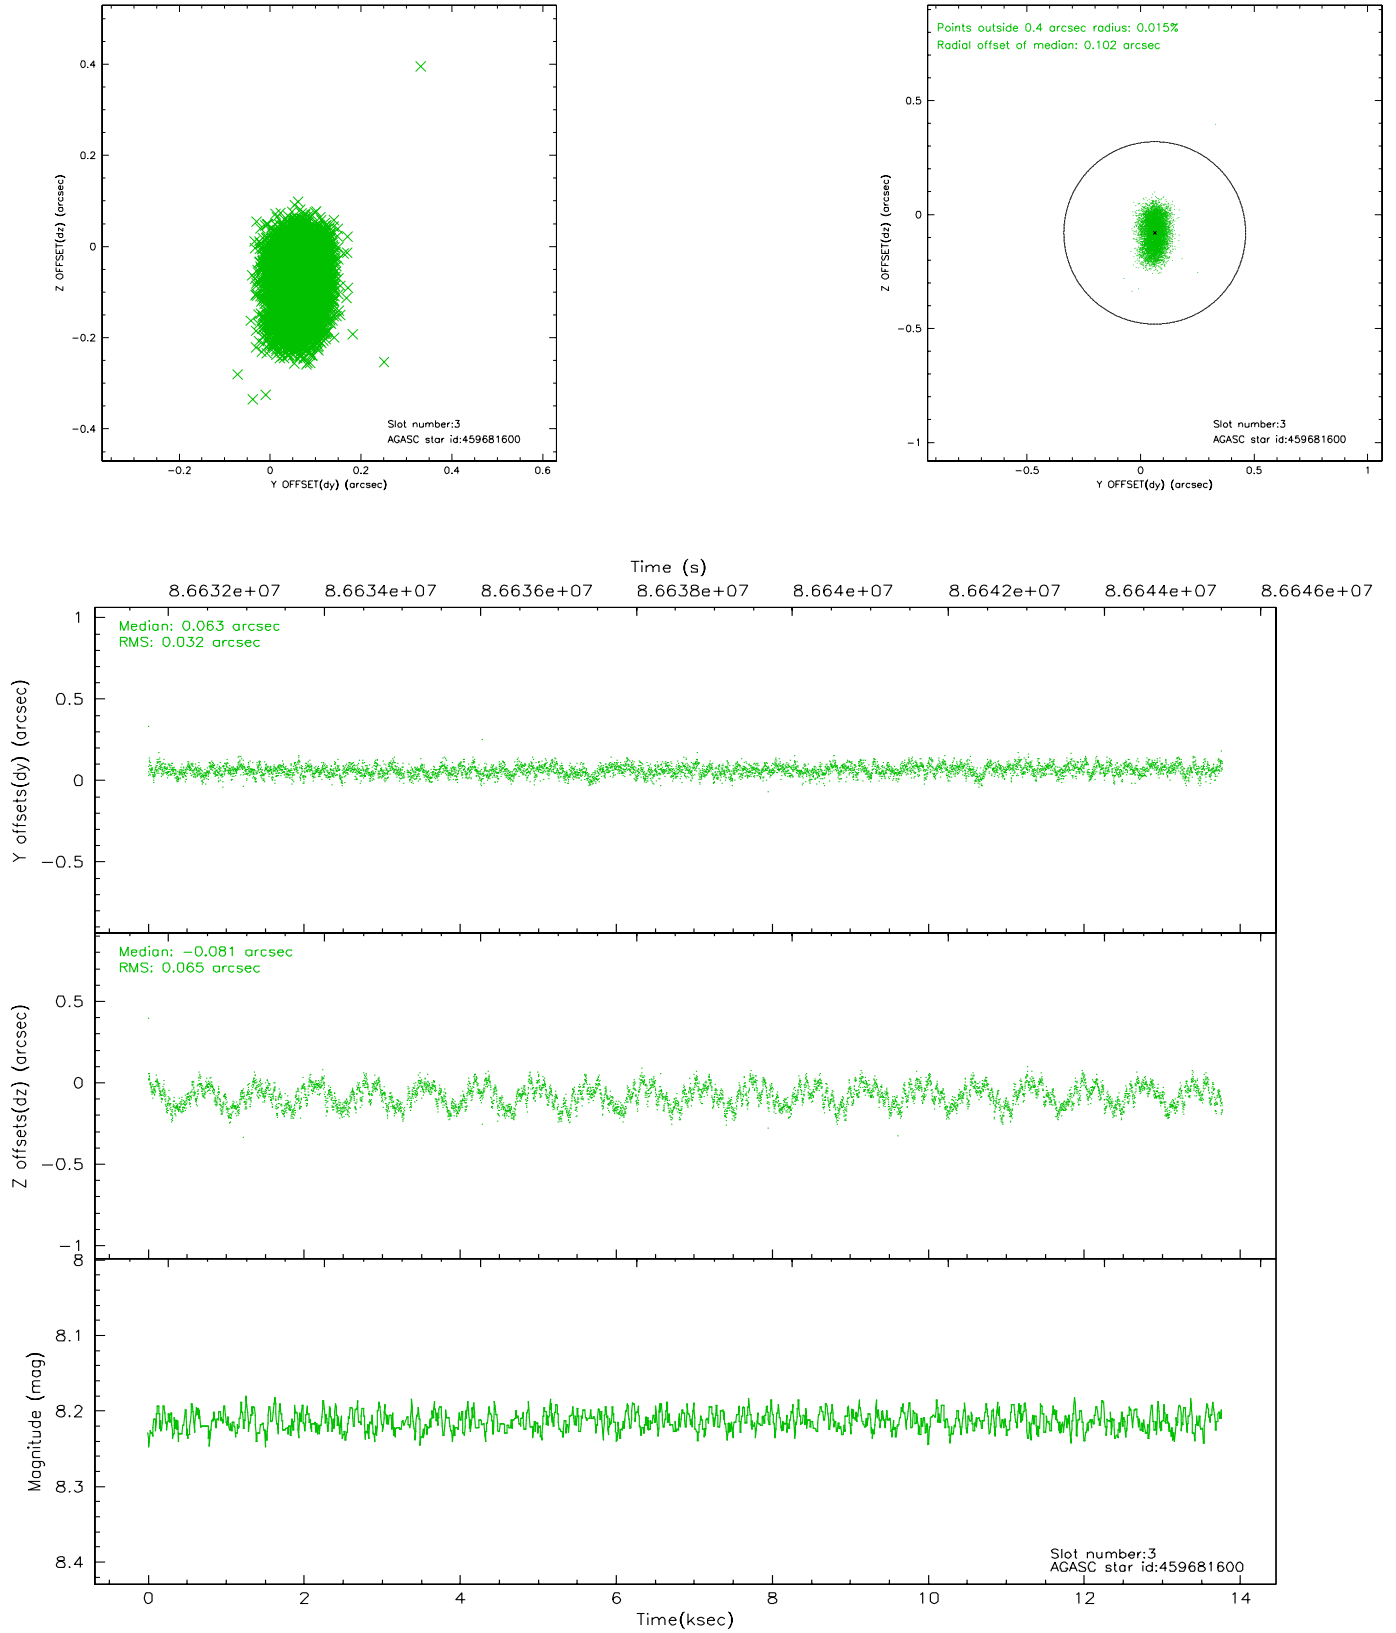 0.4
0.2
0
−0.2
−0.4
Z OFFSET(dz) (arcsec)
Slot number:3
AGASC star id:459681600
−0.2 0 0.2 0.4 0.6
Y OFFSET(dy) (arcsec)
Points outside 0.4 arcsec radius: 0.015%
Radial offset of median: 0.102 arcsec
0.5
0
−0.5
−1
Z OFFSET(dz) (arcsec)
Slot number:3
AGASC star id:459681600
−0.5 0 0.5 1
Y OFFSET(dy) (arcsec)
Time (s)
8.6632e+07 8.6634e+07 8.6636e+07 8.6638e+07 8.664e+07 8.6642e+07 8.6644e+07 8.6646e+07
Median: 0.063 arcsec
RMS: 0.032 arcsec
1
0.5
0
−0.5
Y offsets(dy) (arcsec)
Median: −0.081 arcsec
RMS: 0.065 arcsec
0.5
0
−0.5
−1
Z offsets(dz) (arcsec)
8
8.1
8.2
8.3
8.4
Magnitude (mag)
Slot number:3
AGASC star id:459681600
0 2 4 6 8 10 12 14
Time(ksec)